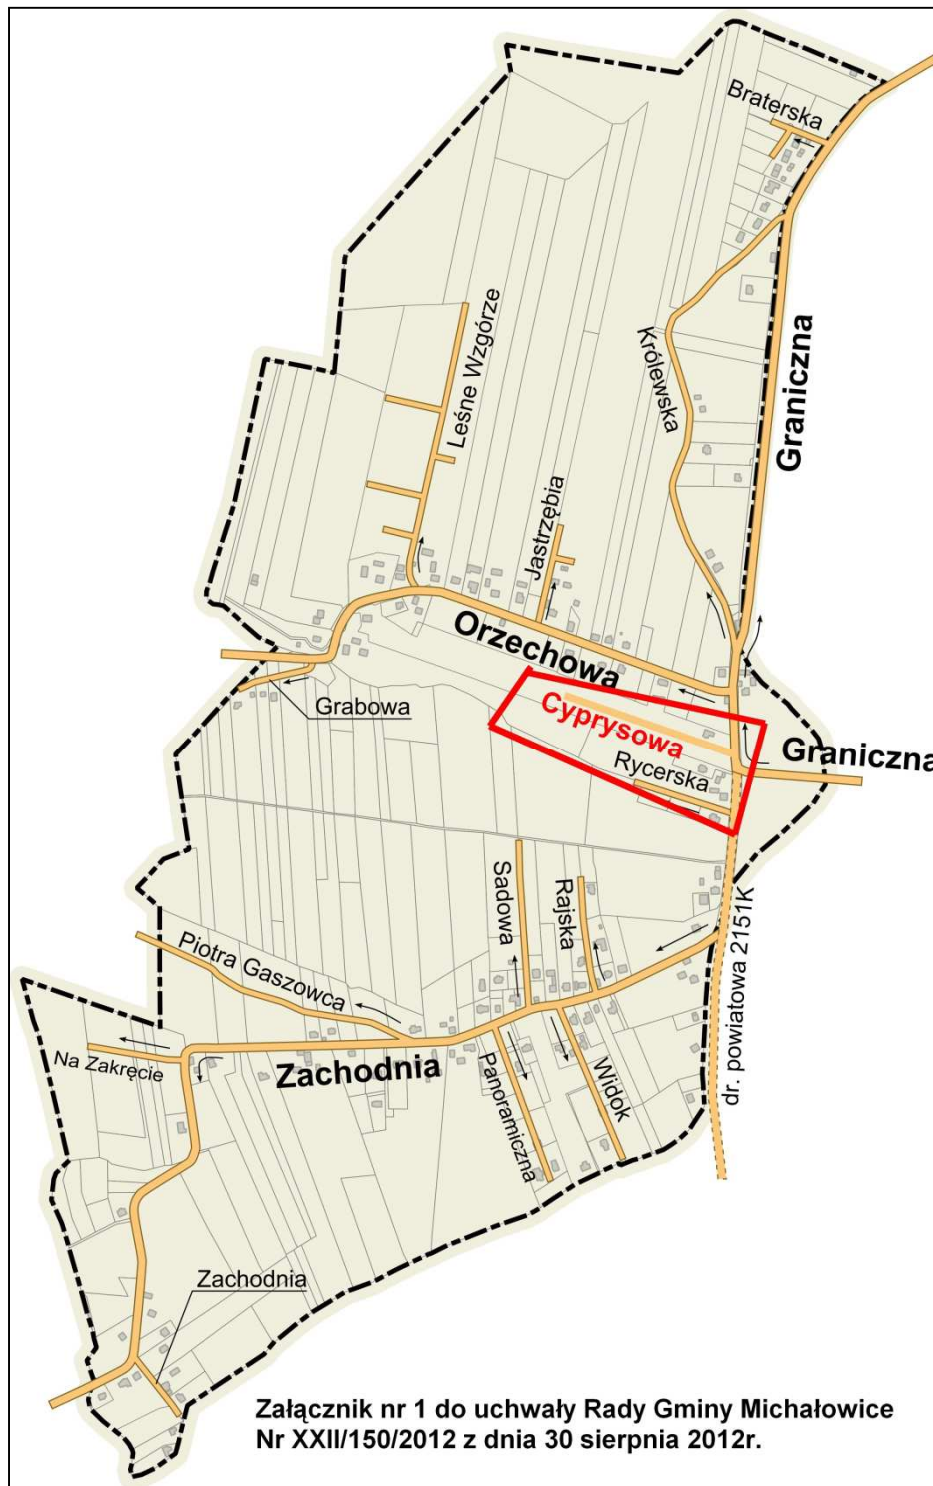 Braterska
Królewska
Graniczna
Leśne Wzgórze
Jastrzębia
Orzechowa
Grabowa
Cyprysowa
Rycerska
Graniczna
Sadowa
Rajska
dr. powiatowa 2151K
Piotra Gaszowca
Na Zakręcie
Zachodnia
Panoramiczna
Widok
Zachodnia
Załącznik nr 1 do uchwały Rady Gminy Michałowice
Nr XXII/150/2012 z dnia 30 sierpnia 2012r.